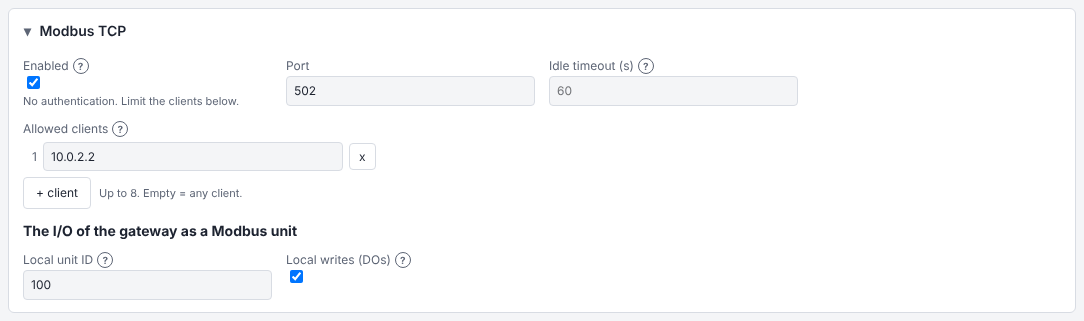 ▼ Modbus TCP
Enabled ? Port Idle timeout (s) ?
502 60
No authentication. Limit the clients below.
Allowed clients ?
1 10.0.2.2 x
+ client Up to 8. Empty = any client.
The I/O of the gateway as a Modbus unit
Local unit ID ? Local writes (DOs) ?
100